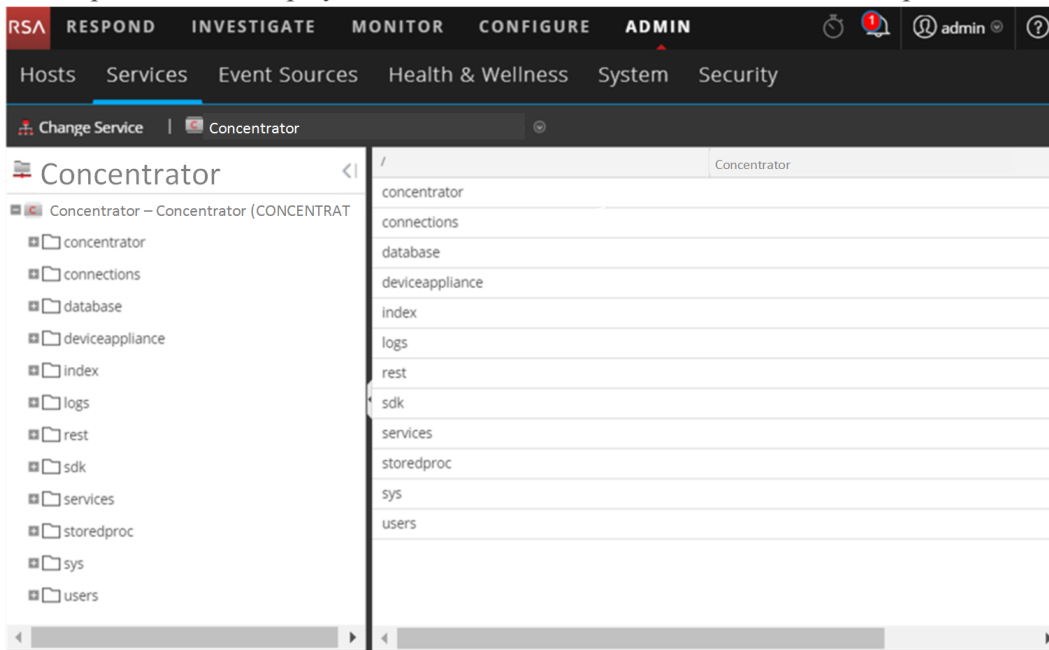 RSA RESPOND INVESTIGATE MONITOR CONFIGURE ADMIN 1 admin ?
Hosts Services Event Sources Health & Wellness System Security
Change Service | C Concentrator
Concentrator
C Concentrator – Concentrator (CONCENTRAT
concentrator
connections
database
deviceappliance
index
logs
rest
sdk
services
storedproc
sys
users
/ Concentrator
concentrator
connections
database
deviceappliance
index
logs
rest
sdk
services
storedproc
sys
users